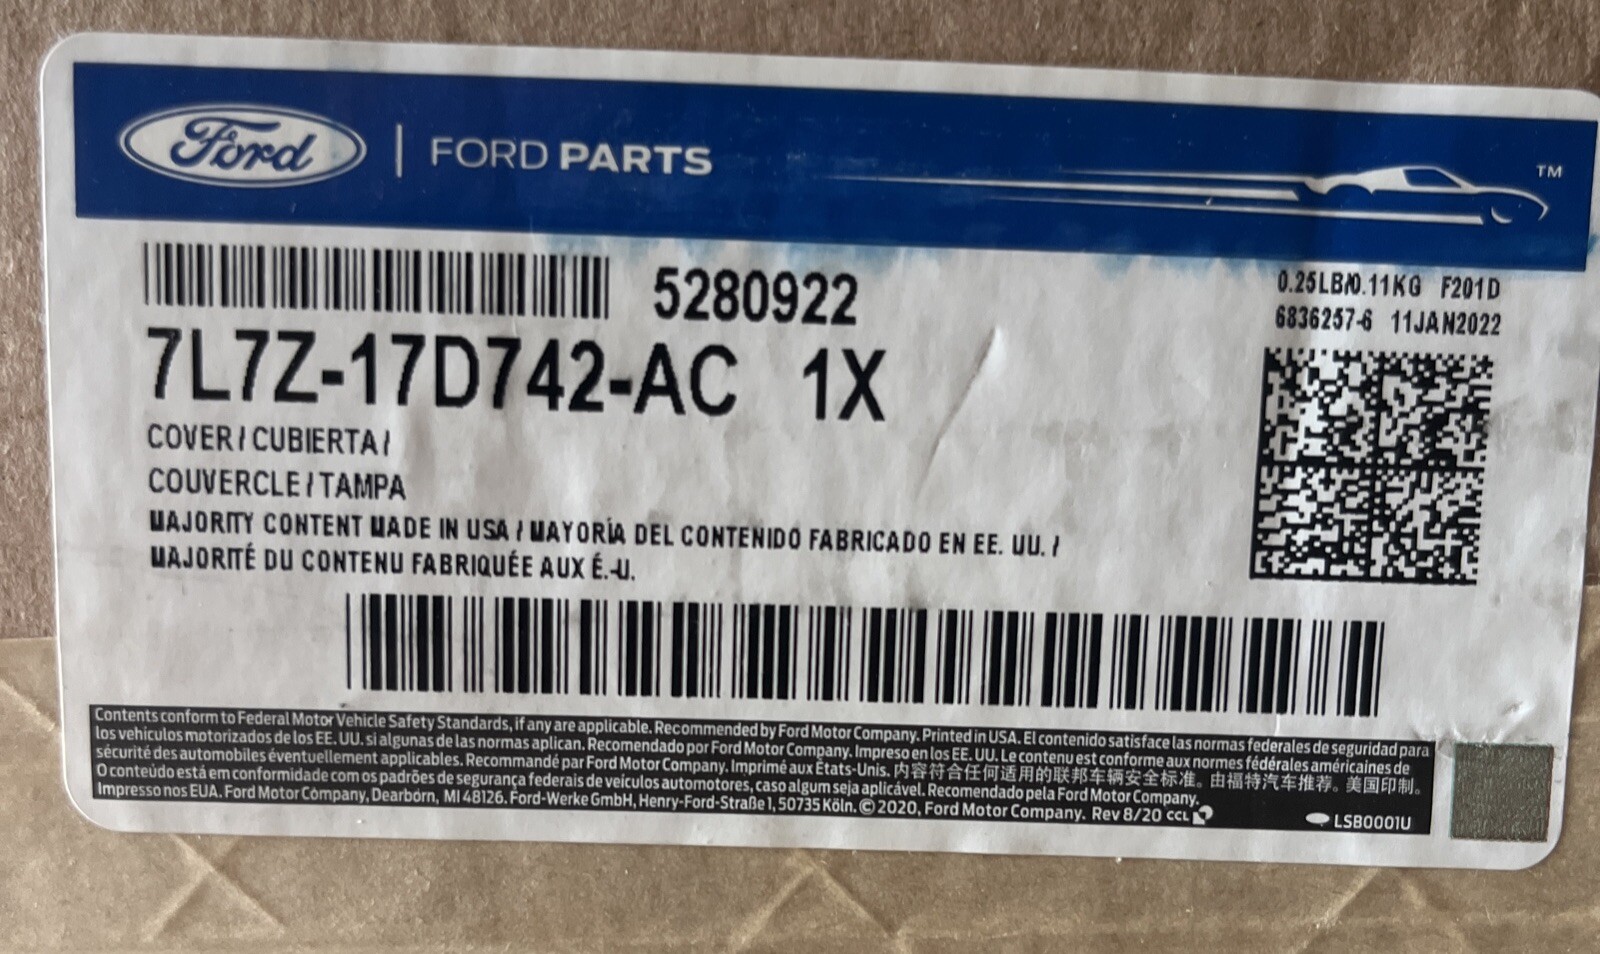 Ford | FORD PARTS
TM
5280922
0.25LB/0.11KG F201D
6836257-6 11JAN2022
7L7Z-17D742-AC 1X
COVER / CUBIERTA /
COUVERCLE / TAMPA
MAJORITY CONTENT MADE IN USA / MAYORÍA DEL CONTENIDO FABRICADO EN EE. UU. /
MAJORITÉ DU CONTENU FABRIQUÉE AUX É.-U.
Contents conform to Federal Motor Vehicle Safety Standards, if any are applicable. Recommended by Ford Motor Company. Printed in USA. El contenido satisface las normas federales de seguridad para
los vehículos motorizados de los EE. UU. si algunas de las normas aplican. Recomendado por Ford Motor Company. Impreso en los EE. UU. Le contenu est conforme aux normes fédérales américaines de
sécurité des automobiles éventuellement applicables. Recommandé par Ford Motor Company. Imprimé aux États-Unis. 内容符合任何适用的联邦车辆安全标准。由福特汽车推荐。美国印制。
O conteúdo está em conformidade com os padrões de segurança federais de veículos automotores, caso algum seja aplicável. Recomendado pela Ford Motor Company.
Impresso nos EUA. Ford Motor Company, Dearborn, MI 48126. Ford-Werke GmbH, Henry-Ford-Straße 1, 50735 Köln. © 2020, Ford Motor Company. Rev 8/20 CCL
LSB0001U